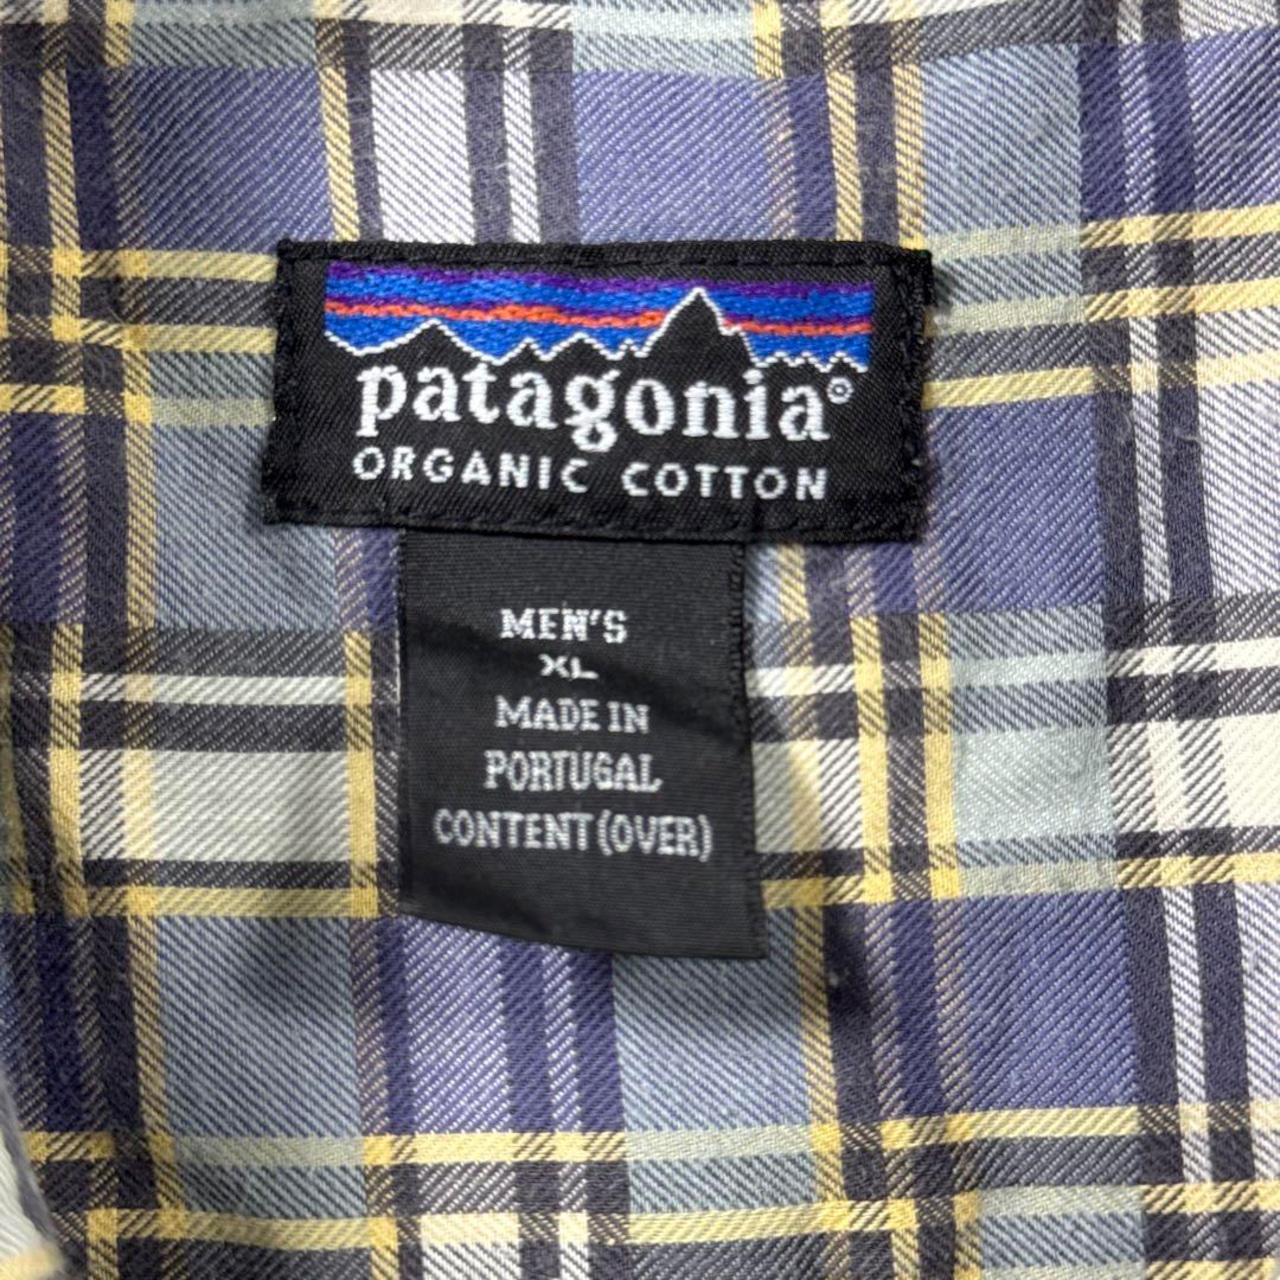 patagonia®
ORGANIC COTTON
MEN'S
XL
MADE IN
PORTUGAL
CONTENT (OVER)